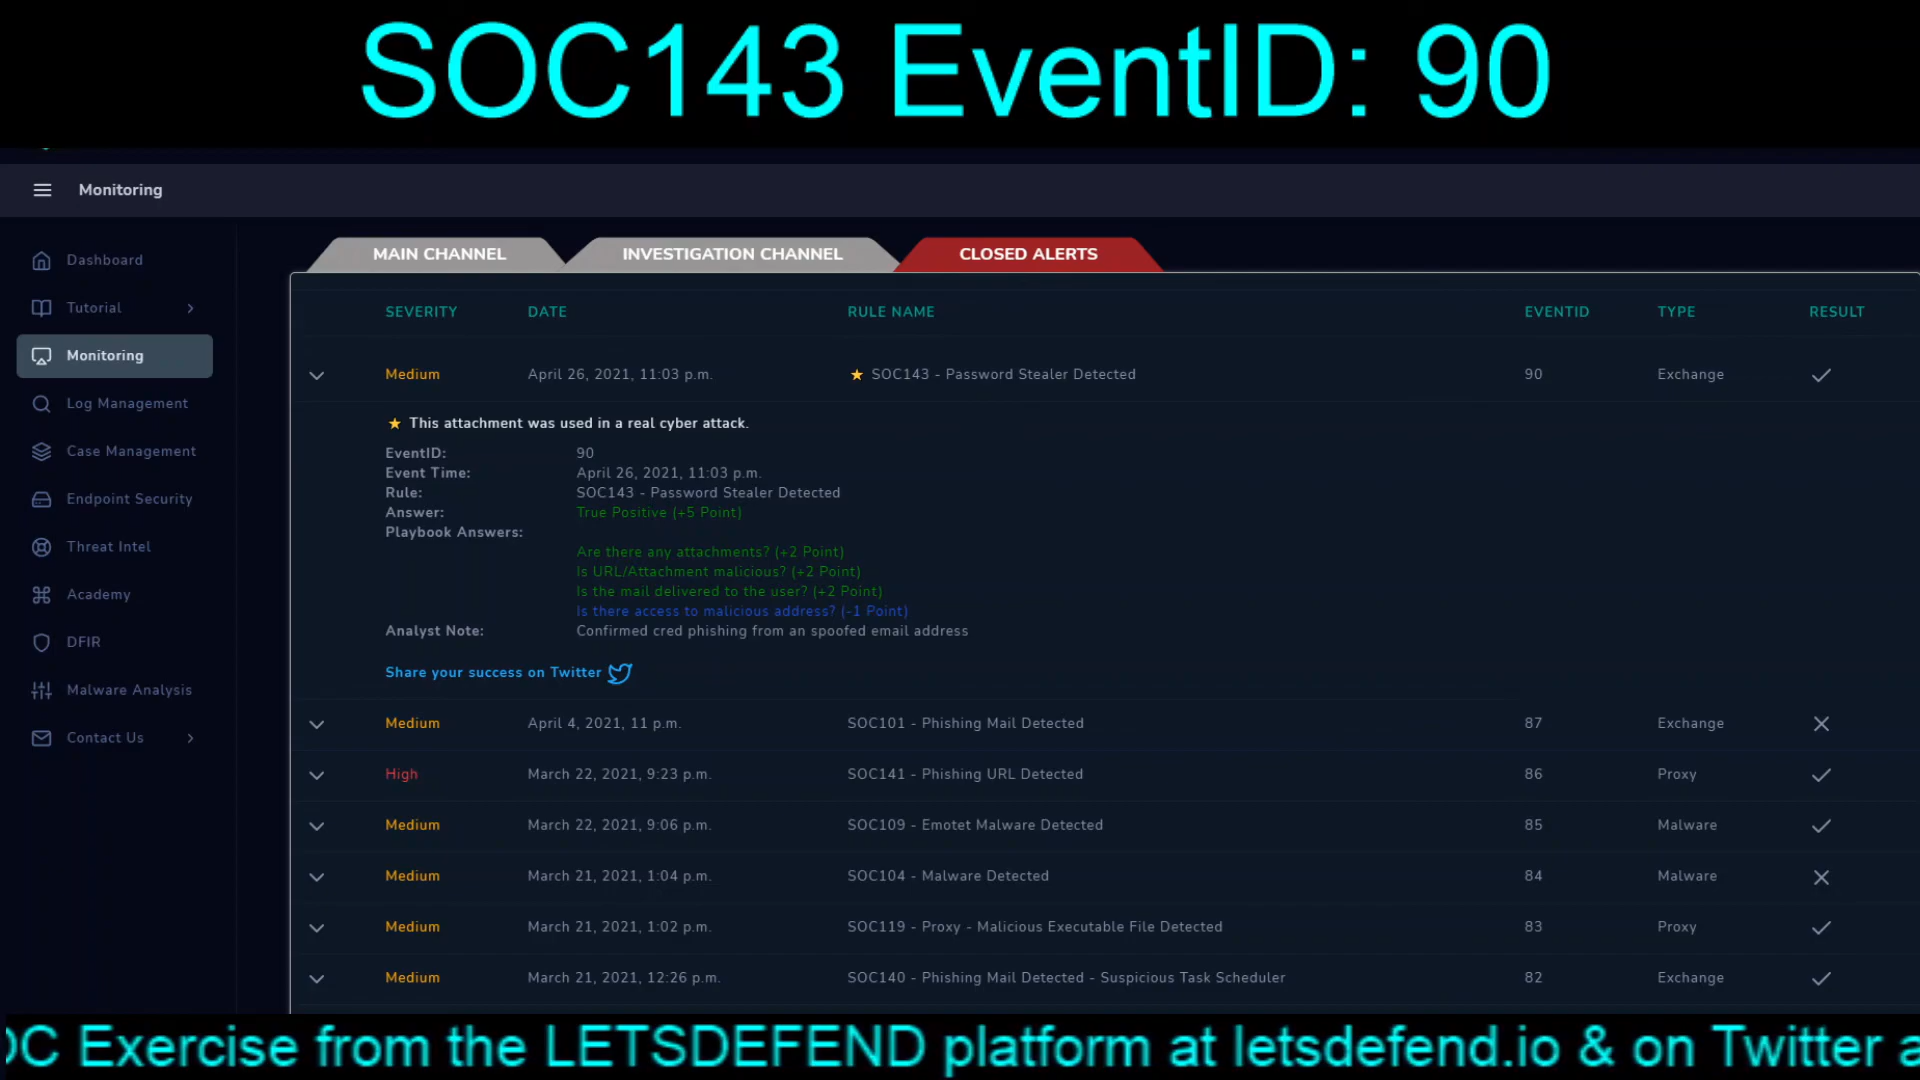 SOC143 EventID: 90
Monitoring
Dashboard
Tutorial
Monitoring
Log Management
Case Management
Endpoint Security
Threat Intel
Academy
DFIR
Malware Analysis
Contact Us
MAIN CHANNEL INVESTIGATION CHANNEL CLOSED ALERTS
SEVERITY DATE RULE NAME EVENTID TYPE RESULT
Medium April 26, 2021, 11:03 p.m. SOC143 - Password Stealer Detected 90 Exchange
This attachment was used in a real cyber attack.
EventID: 90
Event Time: April 26, 2021, 11:03 p.m.
Rule: SOC143 - Password Stealer Detected
Answer: True Positive (+5 Point)
Playbook Answers:
Are there any attachments? (+2 Point)
Is URL/Attachment malicious? (+2 Point)
Is the mail delivered to the user? (+2 Point)
Is there access to malicious address? (-1 Point)
Analyst Note: Confirmed cred phishing from an spoofed email address
Share your success on Twitter
Medium April 4, 2021, 11 p.m. SOC101 - Phishing Mail Detected 87 Exchange
High March 22, 2021, 9:23 p.m. SOC141 - Phishing URL Detected 86 Proxy
Medium March 22, 2021, 9:06 p.m. SOC109 - Emotet Malware Detected 85 Malware
Medium March 21, 2021, 1:04 p.m. SOC104 - Malware Detected 84 Malware
Medium March 21, 2021, 1:02 p.m. SOC119 - Proxy - Malicious Executable File Detected 83 Proxy
Medium March 21, 2021, 12:26 p.m. SOC140 - Phishing Mail Detected - Suspicious Task Scheduler 82 Exchange
OC Exercise from the LETSDEFEND platform at letsdefend.io & on Twitter a